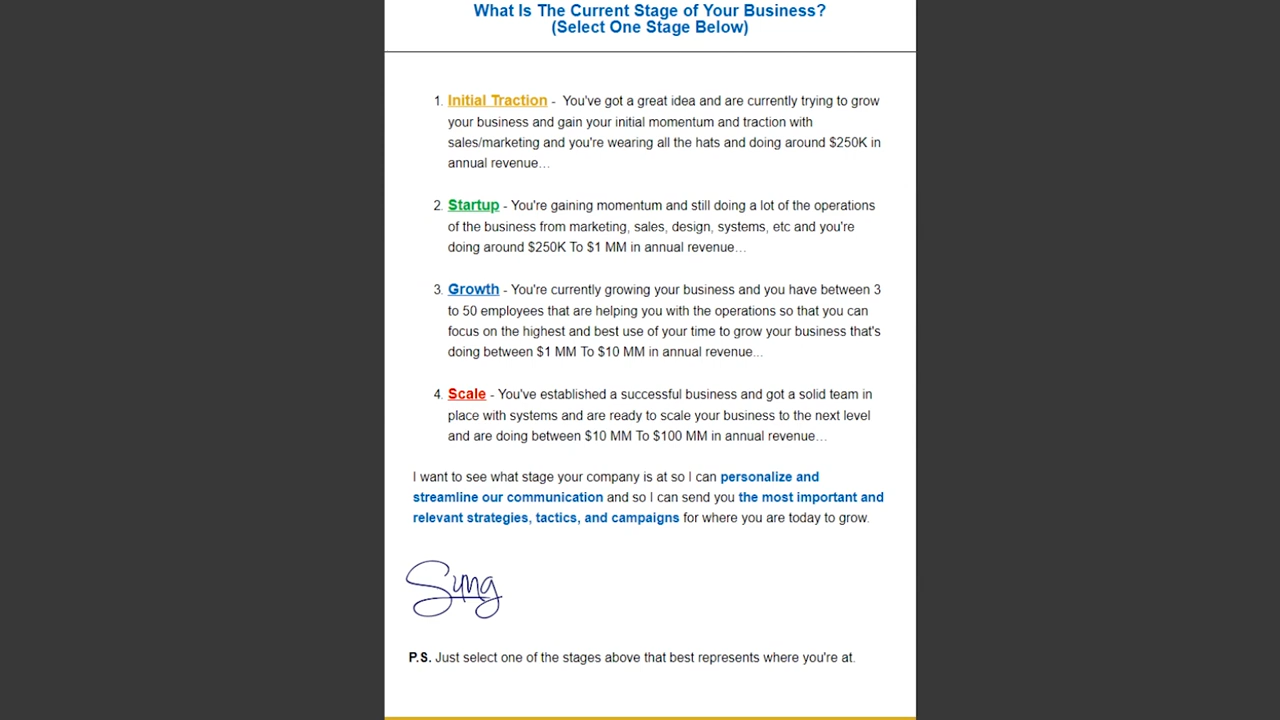 What Is The Current Stage of Your Business?
(Select One Stage Below)
1. Initial Traction - You've got a great idea and are currently trying to grow
your business and gain your initial momentum and traction with
sales/marketing and you're wearing all the hats and doing around $250K in
annual revenue…
2. Startup - You're gaining momentum and still doing a lot of the operations
of the business from marketing, sales, design, systems, etc and you're
doing around $250K To $1 MM in annual revenue…
3. Growth - You're currently growing your business and you have between 3
to 50 employees that are helping you with the operations so that you can
focus on the highest and best use of your time to grow your business that's
doing between $1 MM To $10 MM in annual revenue…
4. Scale - You've established a successful business and got a solid team in
place with systems and are ready to scale your business to the next level
and are doing between $10 MM To $100 MM in annual revenue…
I want to see what stage your company is at so I can personalize and
streamline our communication and so I can send you the most important and
relevant strategies, tactics, and campaigns for where you are today to grow.
Sung
P.S. Just select one of the stages above that best represents where you're at.